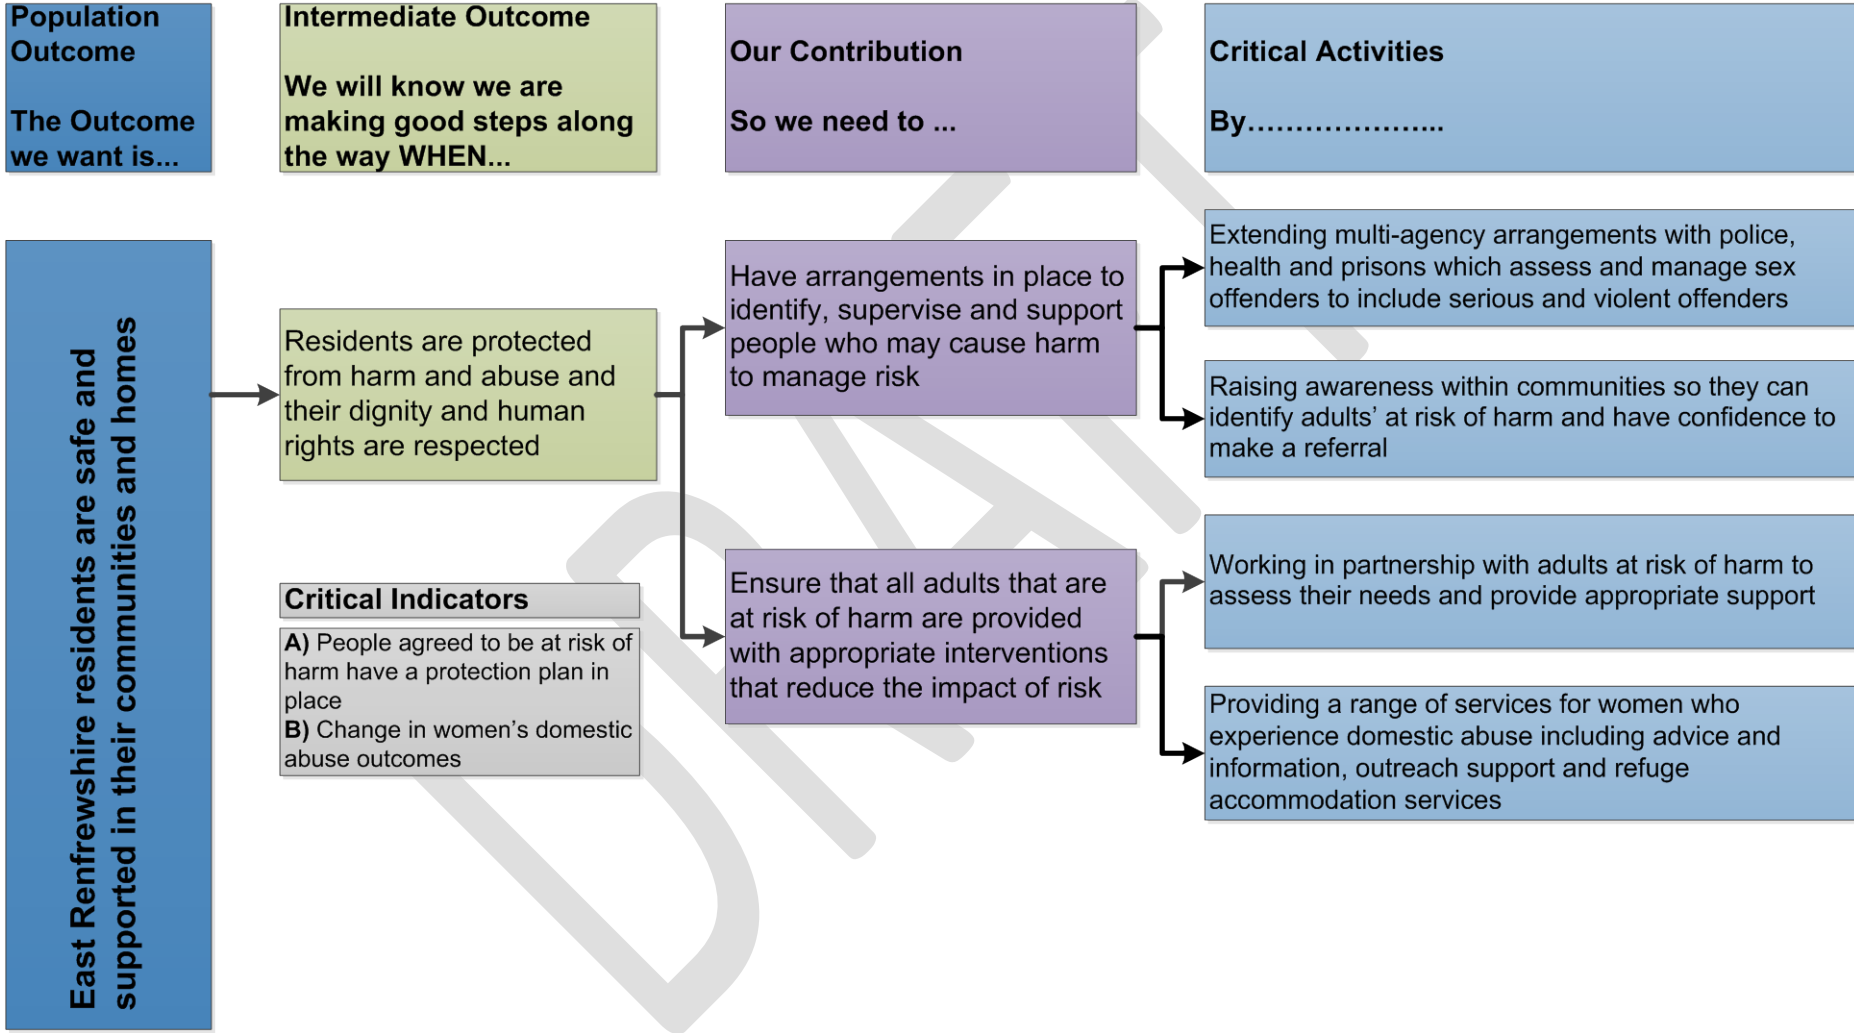 Population
Outcome
The Outcome
we want is...
Intermediate Outcome
We will know we are
making good steps along
the way WHEN...
Our Contribution
So we need to ...
Critical Activities
By…………………..
East Renfrewshire residents are safe and
supported in their communities and homes
Residents are protected
from harm and abuse and
their dignity and human
rights are respected
Critical Indicators
A) People agreed to be at risk of
harm have a protection plan in
place
B) Change in women’s domestic
abuse outcomes
Have arrangements in place to
identify, supervise and support
people who may cause harm
to manage risk
Ensure that all adults that are
at risk of harm are provided
with appropriate interventions
that reduce the impact of risk
Extending multi-agency arrangements with police,
health and prisons which assess and manage sex
offenders to include serious and violent offenders
Raising awareness within communities so they can
identify adults’ at risk of harm and have confidence to
make a referral
Working in partnership with adults at risk of harm to
assess their needs and provide appropriate support
Providing a range of services for women who
experience domestic abuse including advice and
information, outreach support and refuge
accommodation services
DRAFT